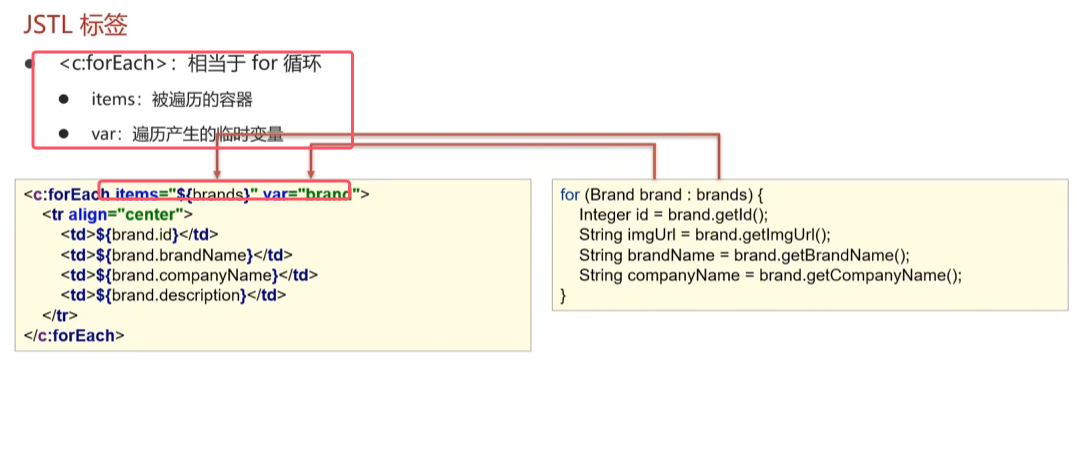 JSTL 标签
● <c:forEach>：相当于 for 循环
● items：被遍历的容器
● var：遍历产生的临时变量
<c:forEach items="${brands}" var="brand">
<tr align="center">
<td>${brand.id}</td>
<td>${brand.brandName}</td>
<td>${brand.companyName}</td>
<td>${brand.description}</td>
</tr>
</c:forEach>
for (Brand brand : brands) {
Integer id = brand.getId();
String imgUrl = brand.getImgUrl();
String brandName = brand.getBrandName();
String companyName = brand.getCompanyName();
}